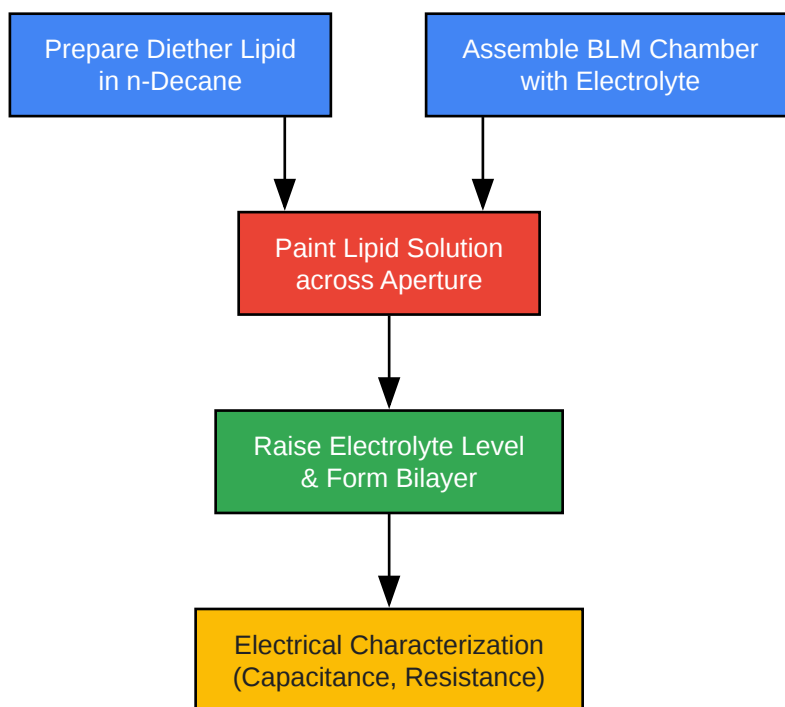 Prepare Diether Lipid
in n-Decane
Assemble BLM Chamber
with Electrolyte
Paint Lipid Solution
across Aperture
Raise Electrolyte Level
& Form Bilayer
Electrical Characterization
(Capacitance, Resistance)